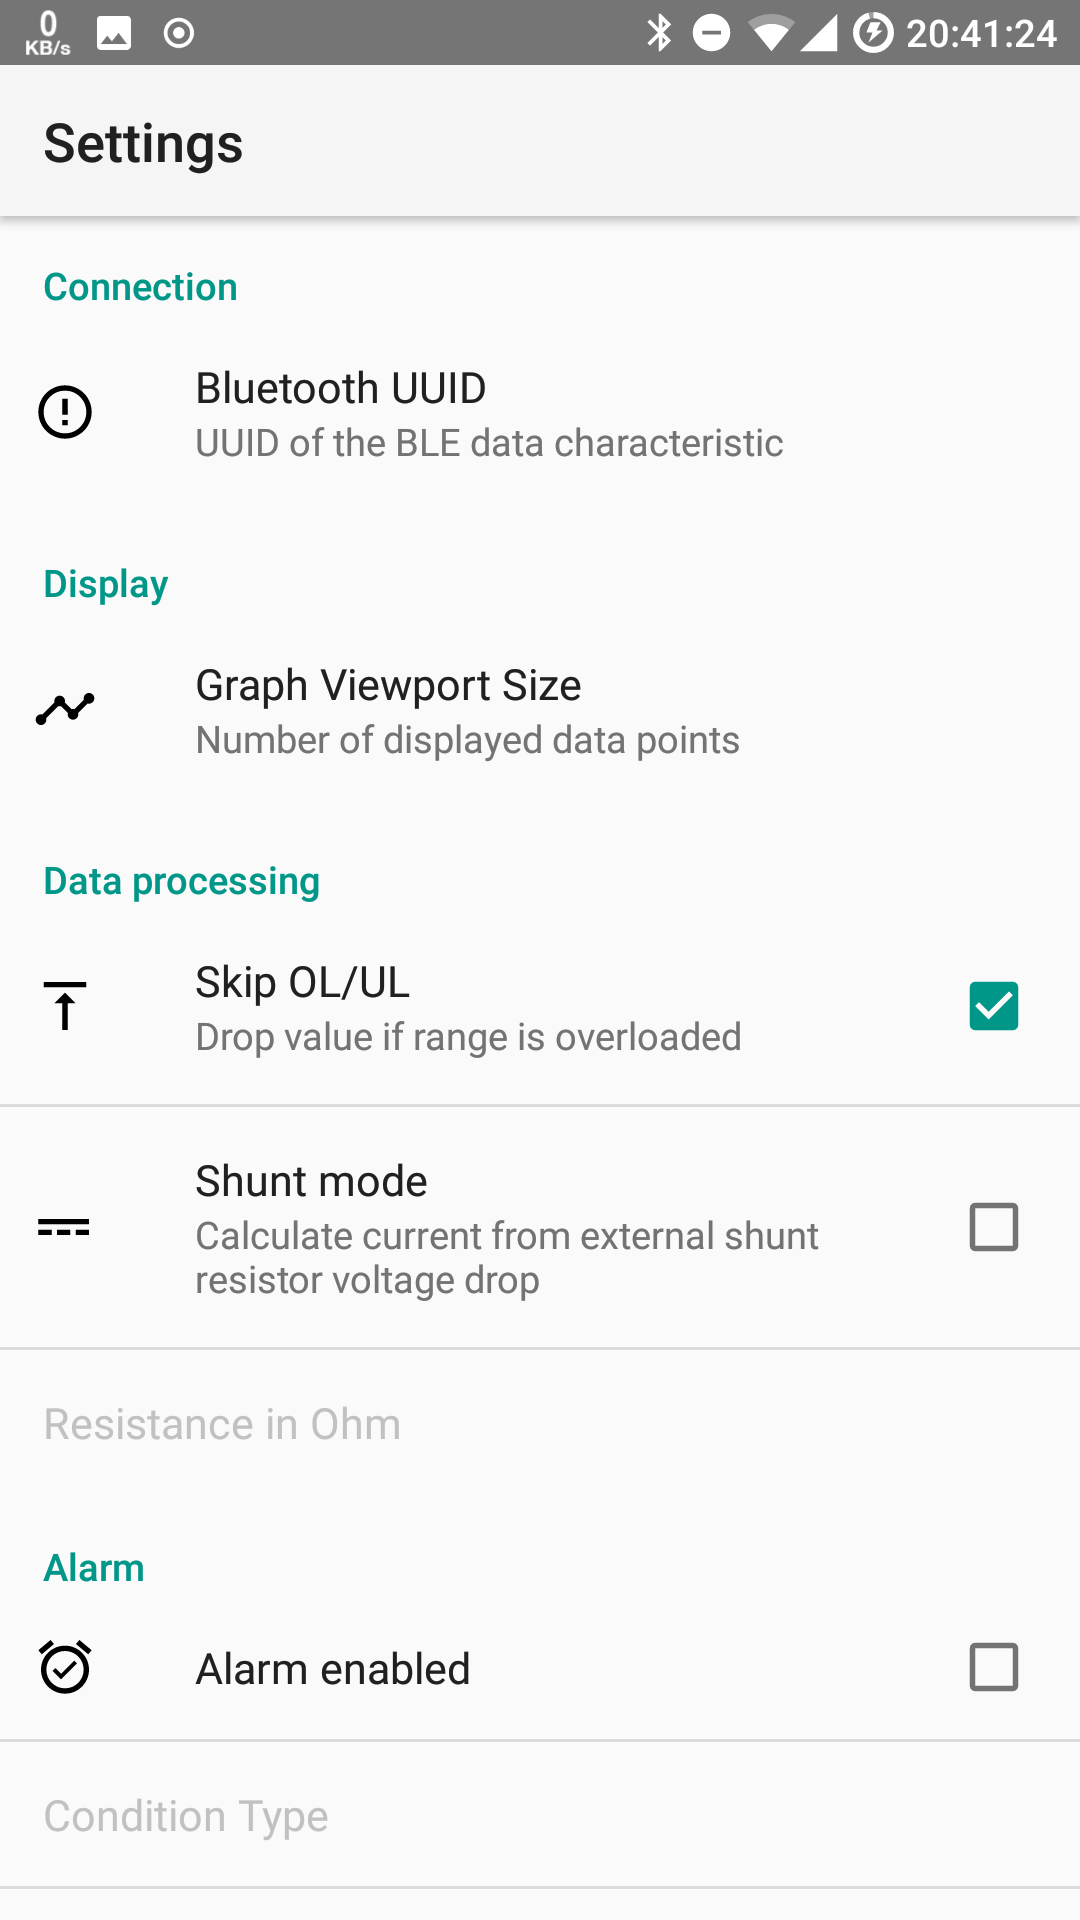 0
KB/s
20:41:24
Settings
Connection
Bluetooth UUID
UUID of the BLE data characteristic
Display
Graph Viewport Size
Number of displayed data points
Data processing
Skip OL/UL
Drop value if range is overloaded
Shunt mode
Calculate current from external shunt
resistor voltage drop
Resistance in Ohm
Alarm
Alarm enabled
Condition Type